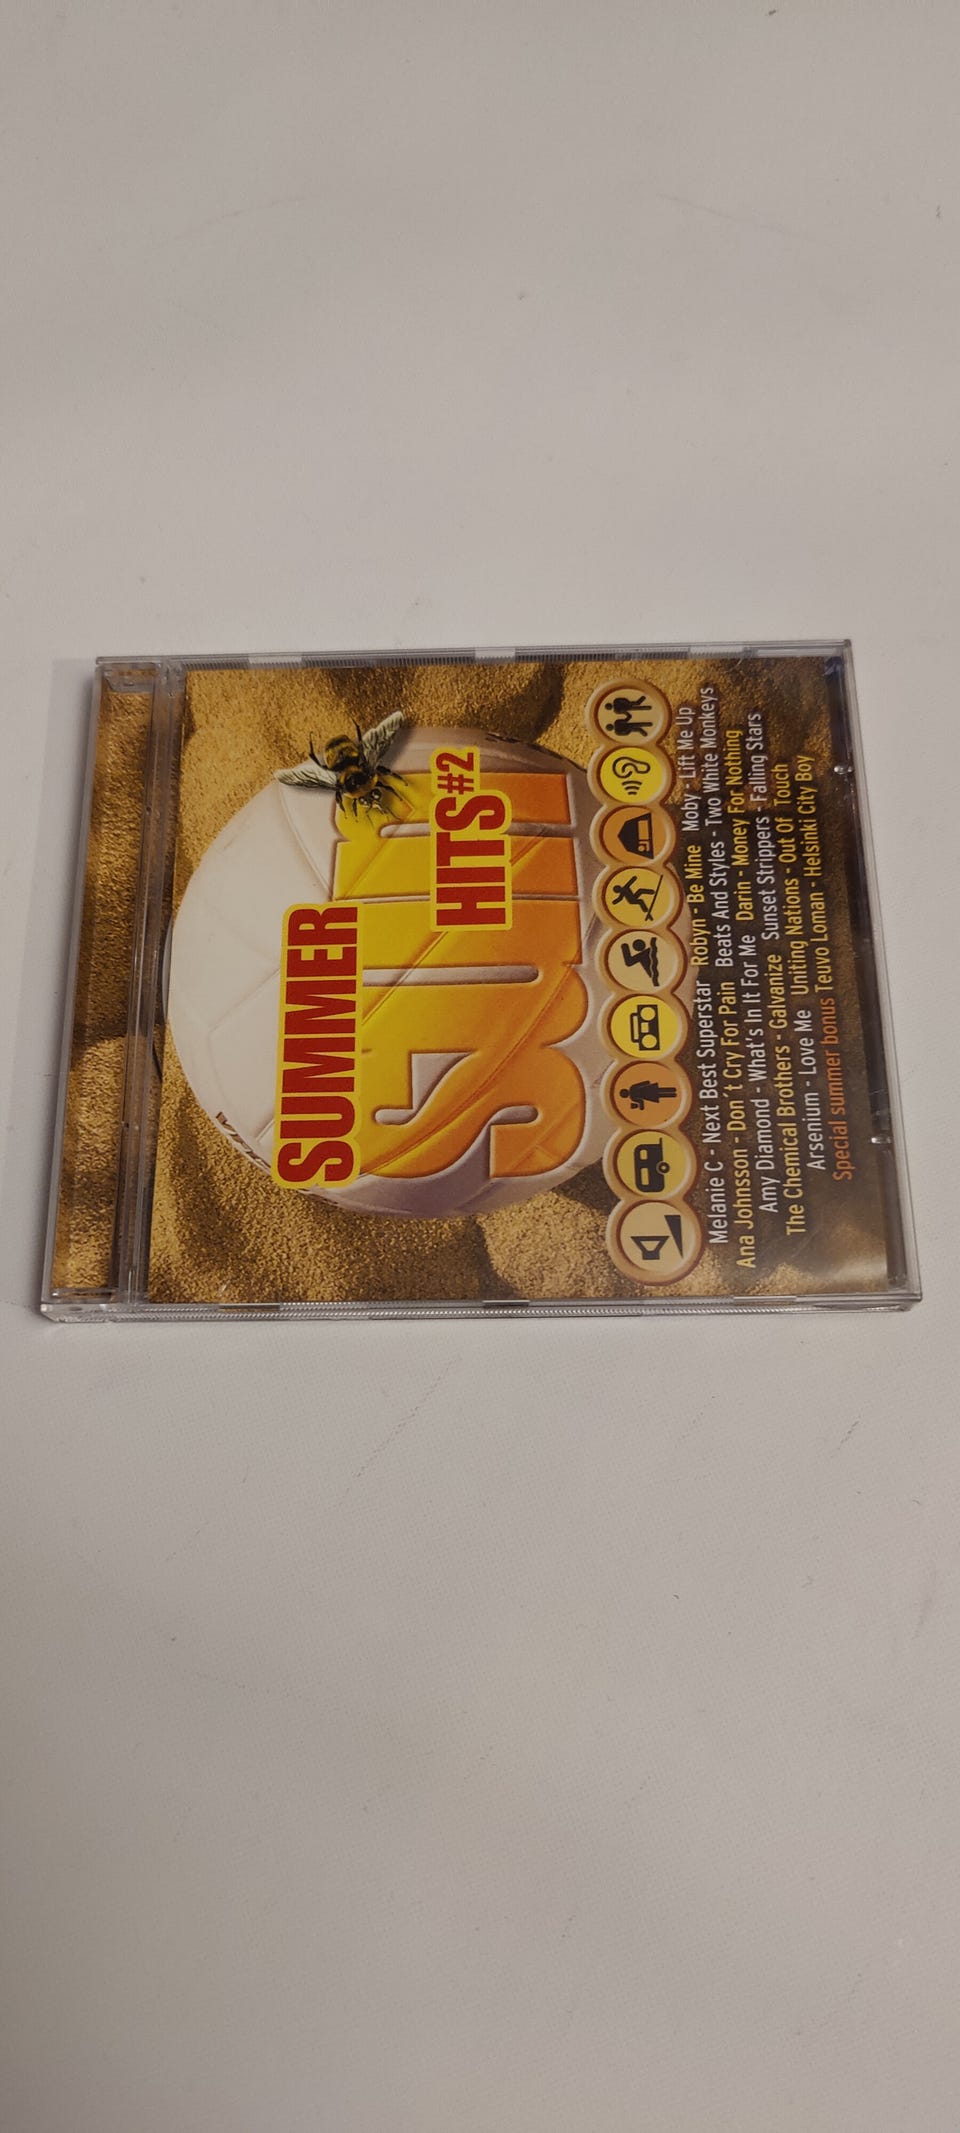 SUMMER
Summ
HITS #2
Melanie C - Next Best Superstar Robyn - Be Mine Moby - Lift Me Up
Ana Johnsson - Don´t Cry For Pain Beats And Styles - Two White Monkeys
Amy Diamond - What's In It For Me Darin - Money For Nothing
The Chemical Brothers - Galvanize Sunset Strippers - Falling Stars
Arsenium - Love Me Uniting Nations - Out Of Touch
Special summer bonus Teuvo Loman - Helsinki City Boy